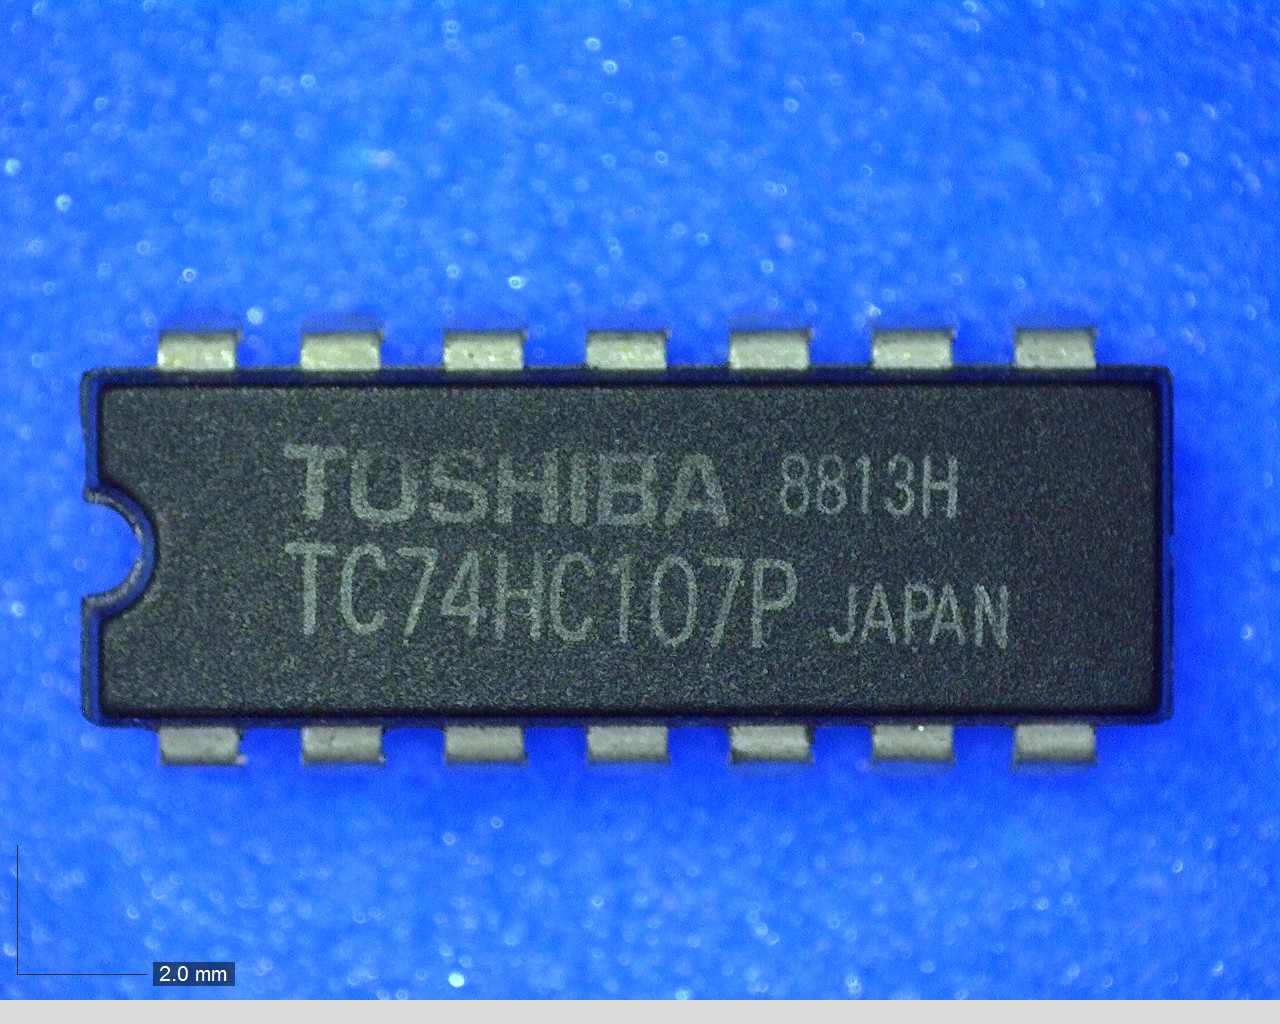 TOSHIBA 8813H
TC74HC107P JAPAN
2.0 mm